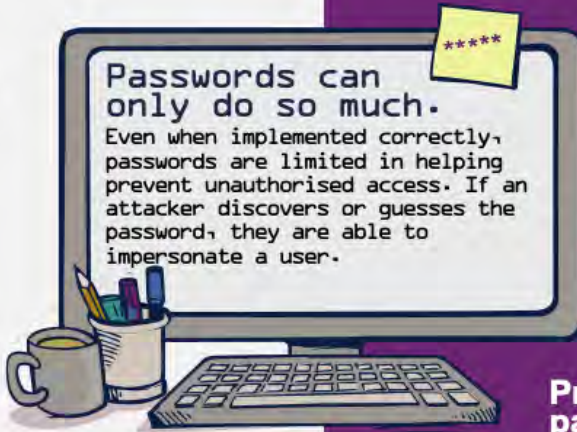 *****
Passwords can
only do so much.
Even when implemented correctly,
passwords are limited in helping
prevent unauthorised access. If an
attacker discovers or guesses the
password, they are able to
impersonate a user.